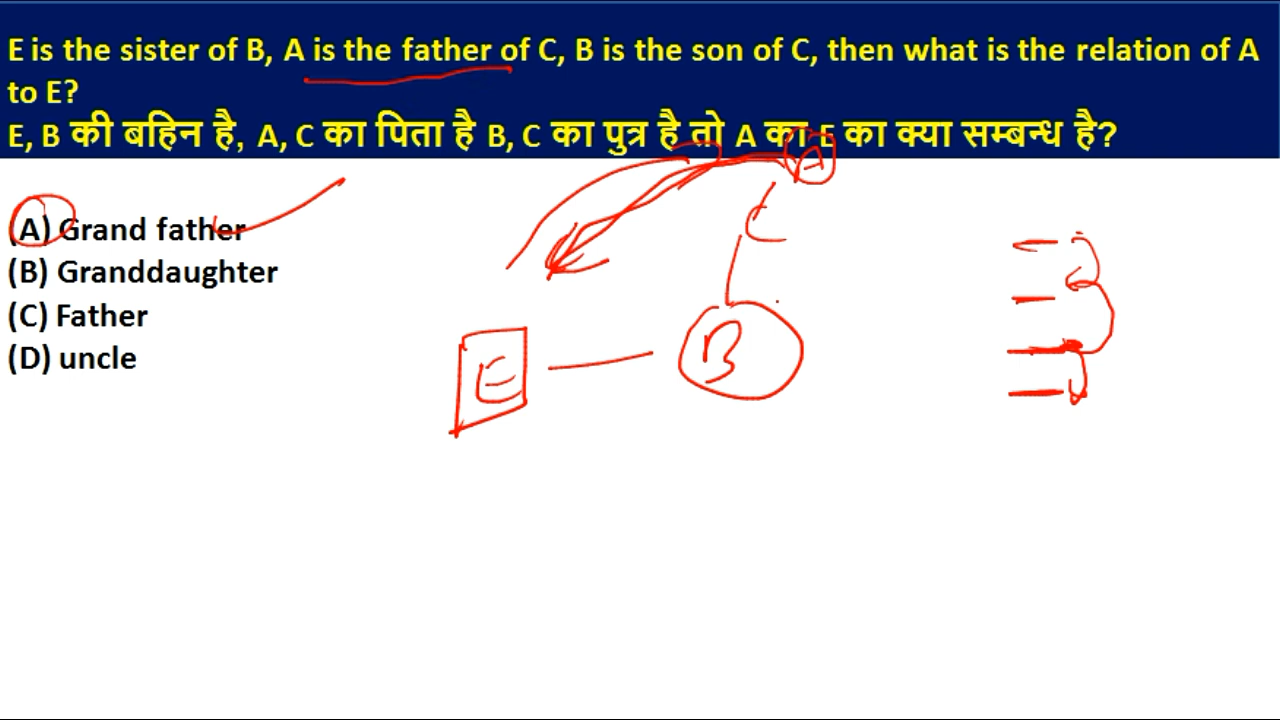 E is the sister of B, A is the father of C, B is the son of C, then what is the relation of A
to E?
E, B की बहिन है, A, C का पिता है B, C का पुत्र है तो A का E का क्या सम्बन्ध है?
A
(A) Grand father
C
(B) Granddaughter
(C) Father
E
B
(D) uncle